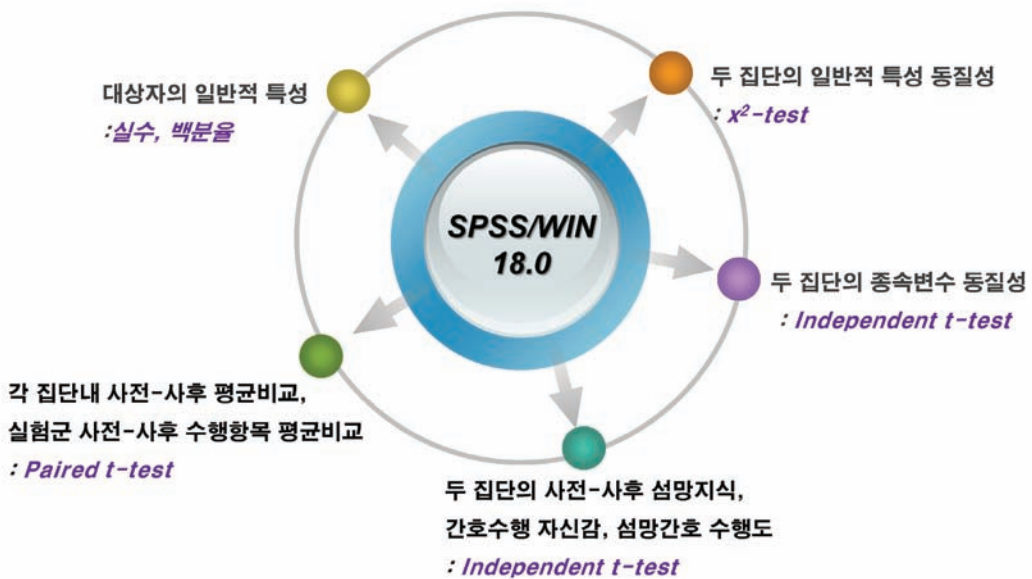 대상자의 일반적 특성
:실수, 백분율
두 집단의 일반적 특성 동질성
: x²-test
SPSS/WIN
18.0
두 집단의 종속변수 동질성
: Independent t-test
각 집단내 사전-사후 평균비교,
실험군 사전-사후 수행항목 평균비교
: Paired t-test
두 집단의 사전-사후 섬망지식,
간호수행 자신감, 섬망간호 수행도
: Independent t-test